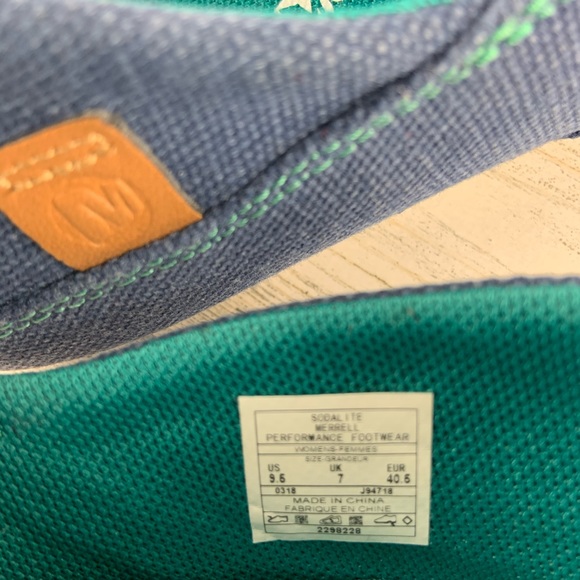 M
SODALITE
MERRELL
PERFORMANCE FOOTWEAR
WOMENS-FEMMES
SIZE-GRANDEUR
US UK EUR
9.5 7 40.5
0318 J94718
MADE IN CHINA
FABRIQUE EN CHINE
2298228